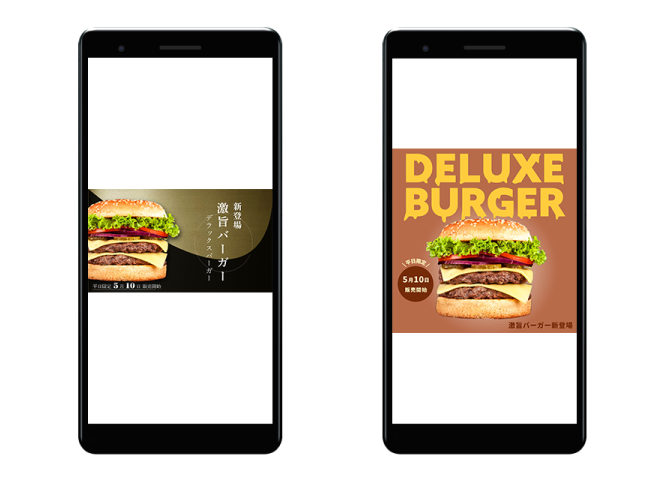 新登場
激旨バーガー
デラックスバーガー
平日限定 5月10日 販売開始
DELUXE
BURGER
平日限定
5月10日
販売開始
激旨バーガー新登場